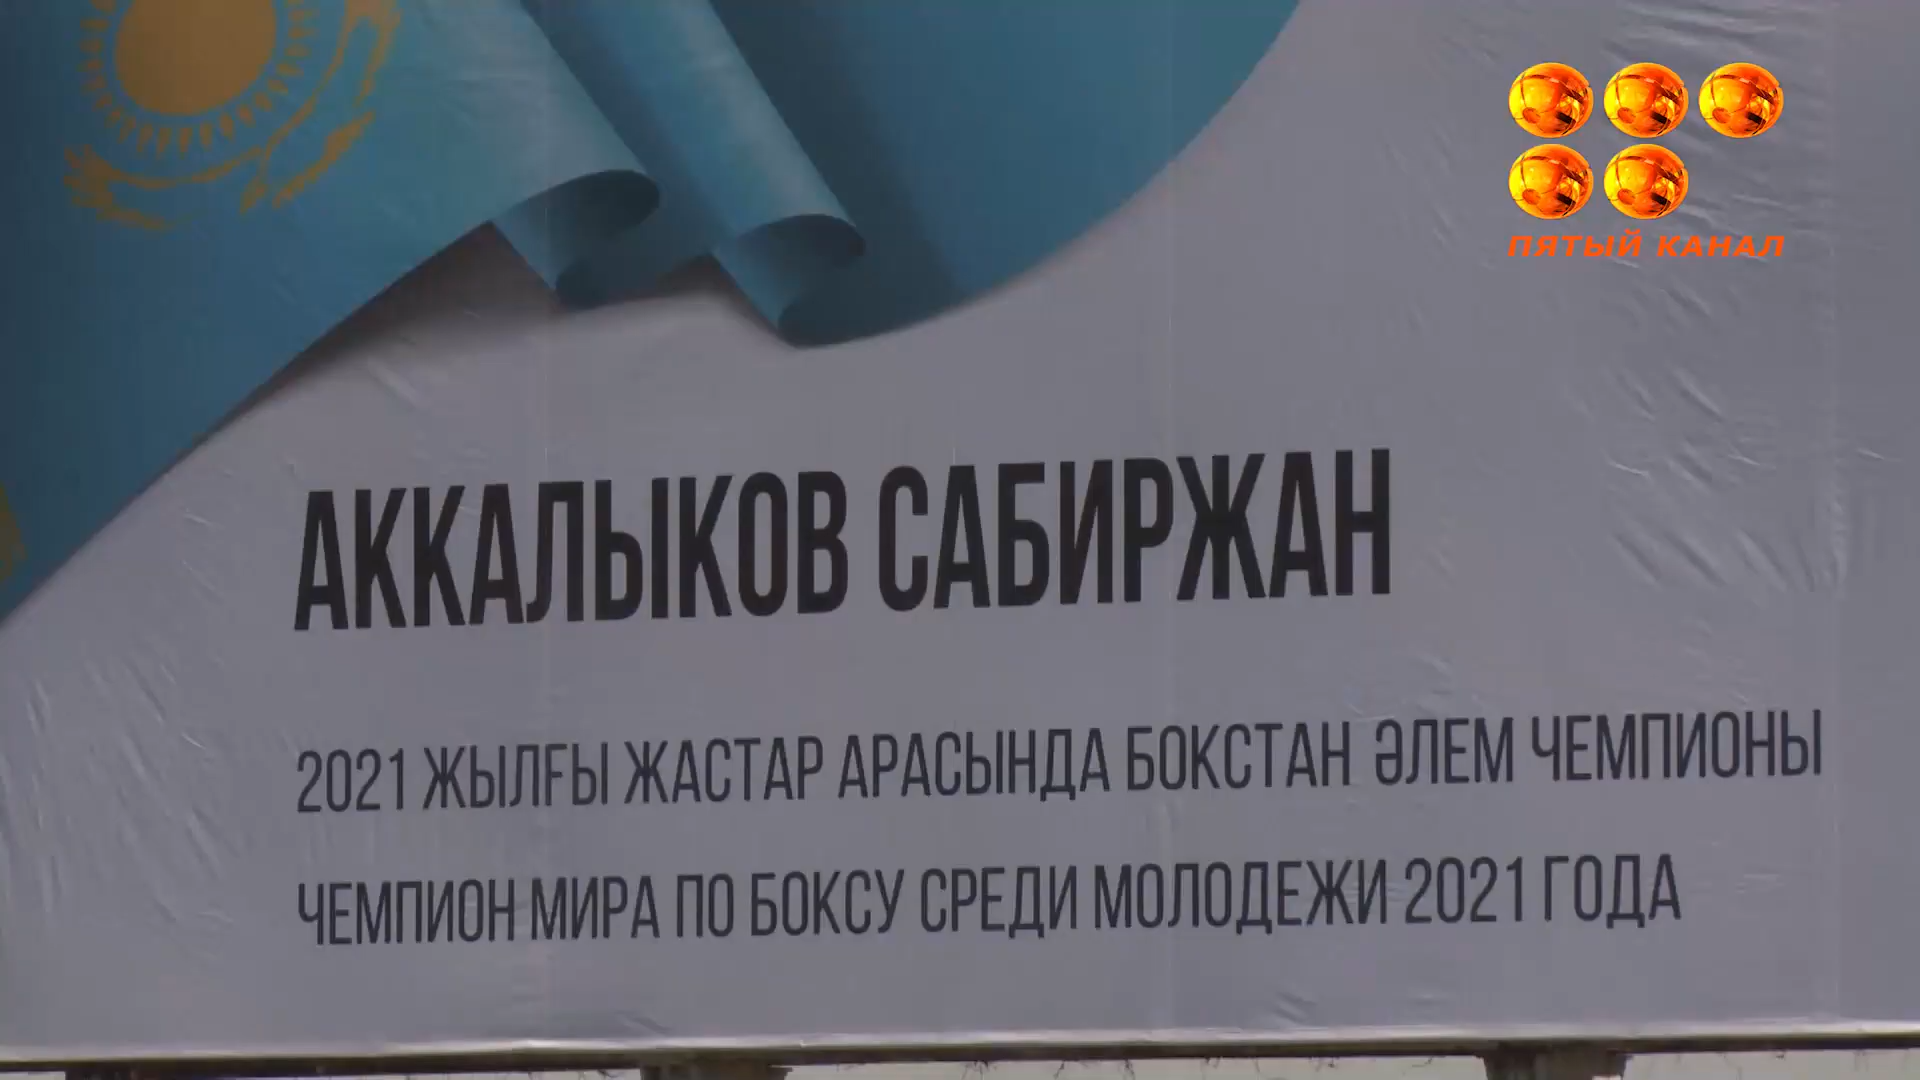 ПЯТЫЙ КАНАЛ
АККАЛЫКОВ САБИРЖАН
2021 ЖЫЛҒЫ ЖАСТАР АРАСЫНДА БОКСТАН ӘЛЕМ ЧЕМПИОНЫ
ЧЕМПИОН МИРА ПО БОКСУ СРЕДИ МОЛОДЕЖИ 2021 ГОДА